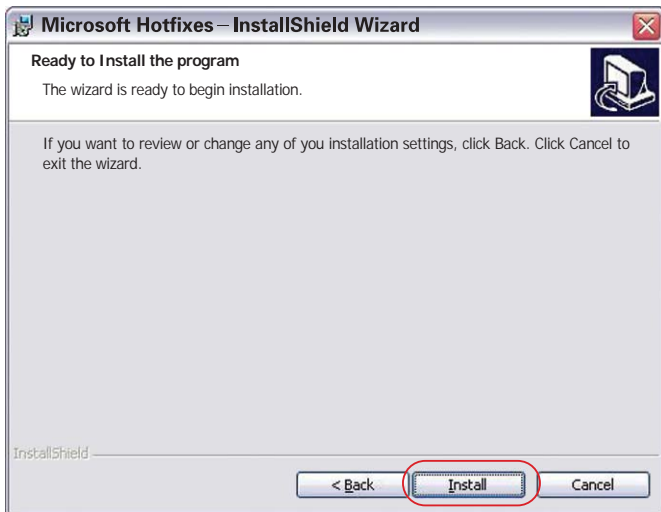 Microsoft Hotfixes – InstallShield Wizard
Ready to Install the program
The wizard is ready to begin installation.
If you want to review or change any of you installation settings, click Back. Click Cancel to
exit the wizard.
InstallShield
< Back Install Cancel